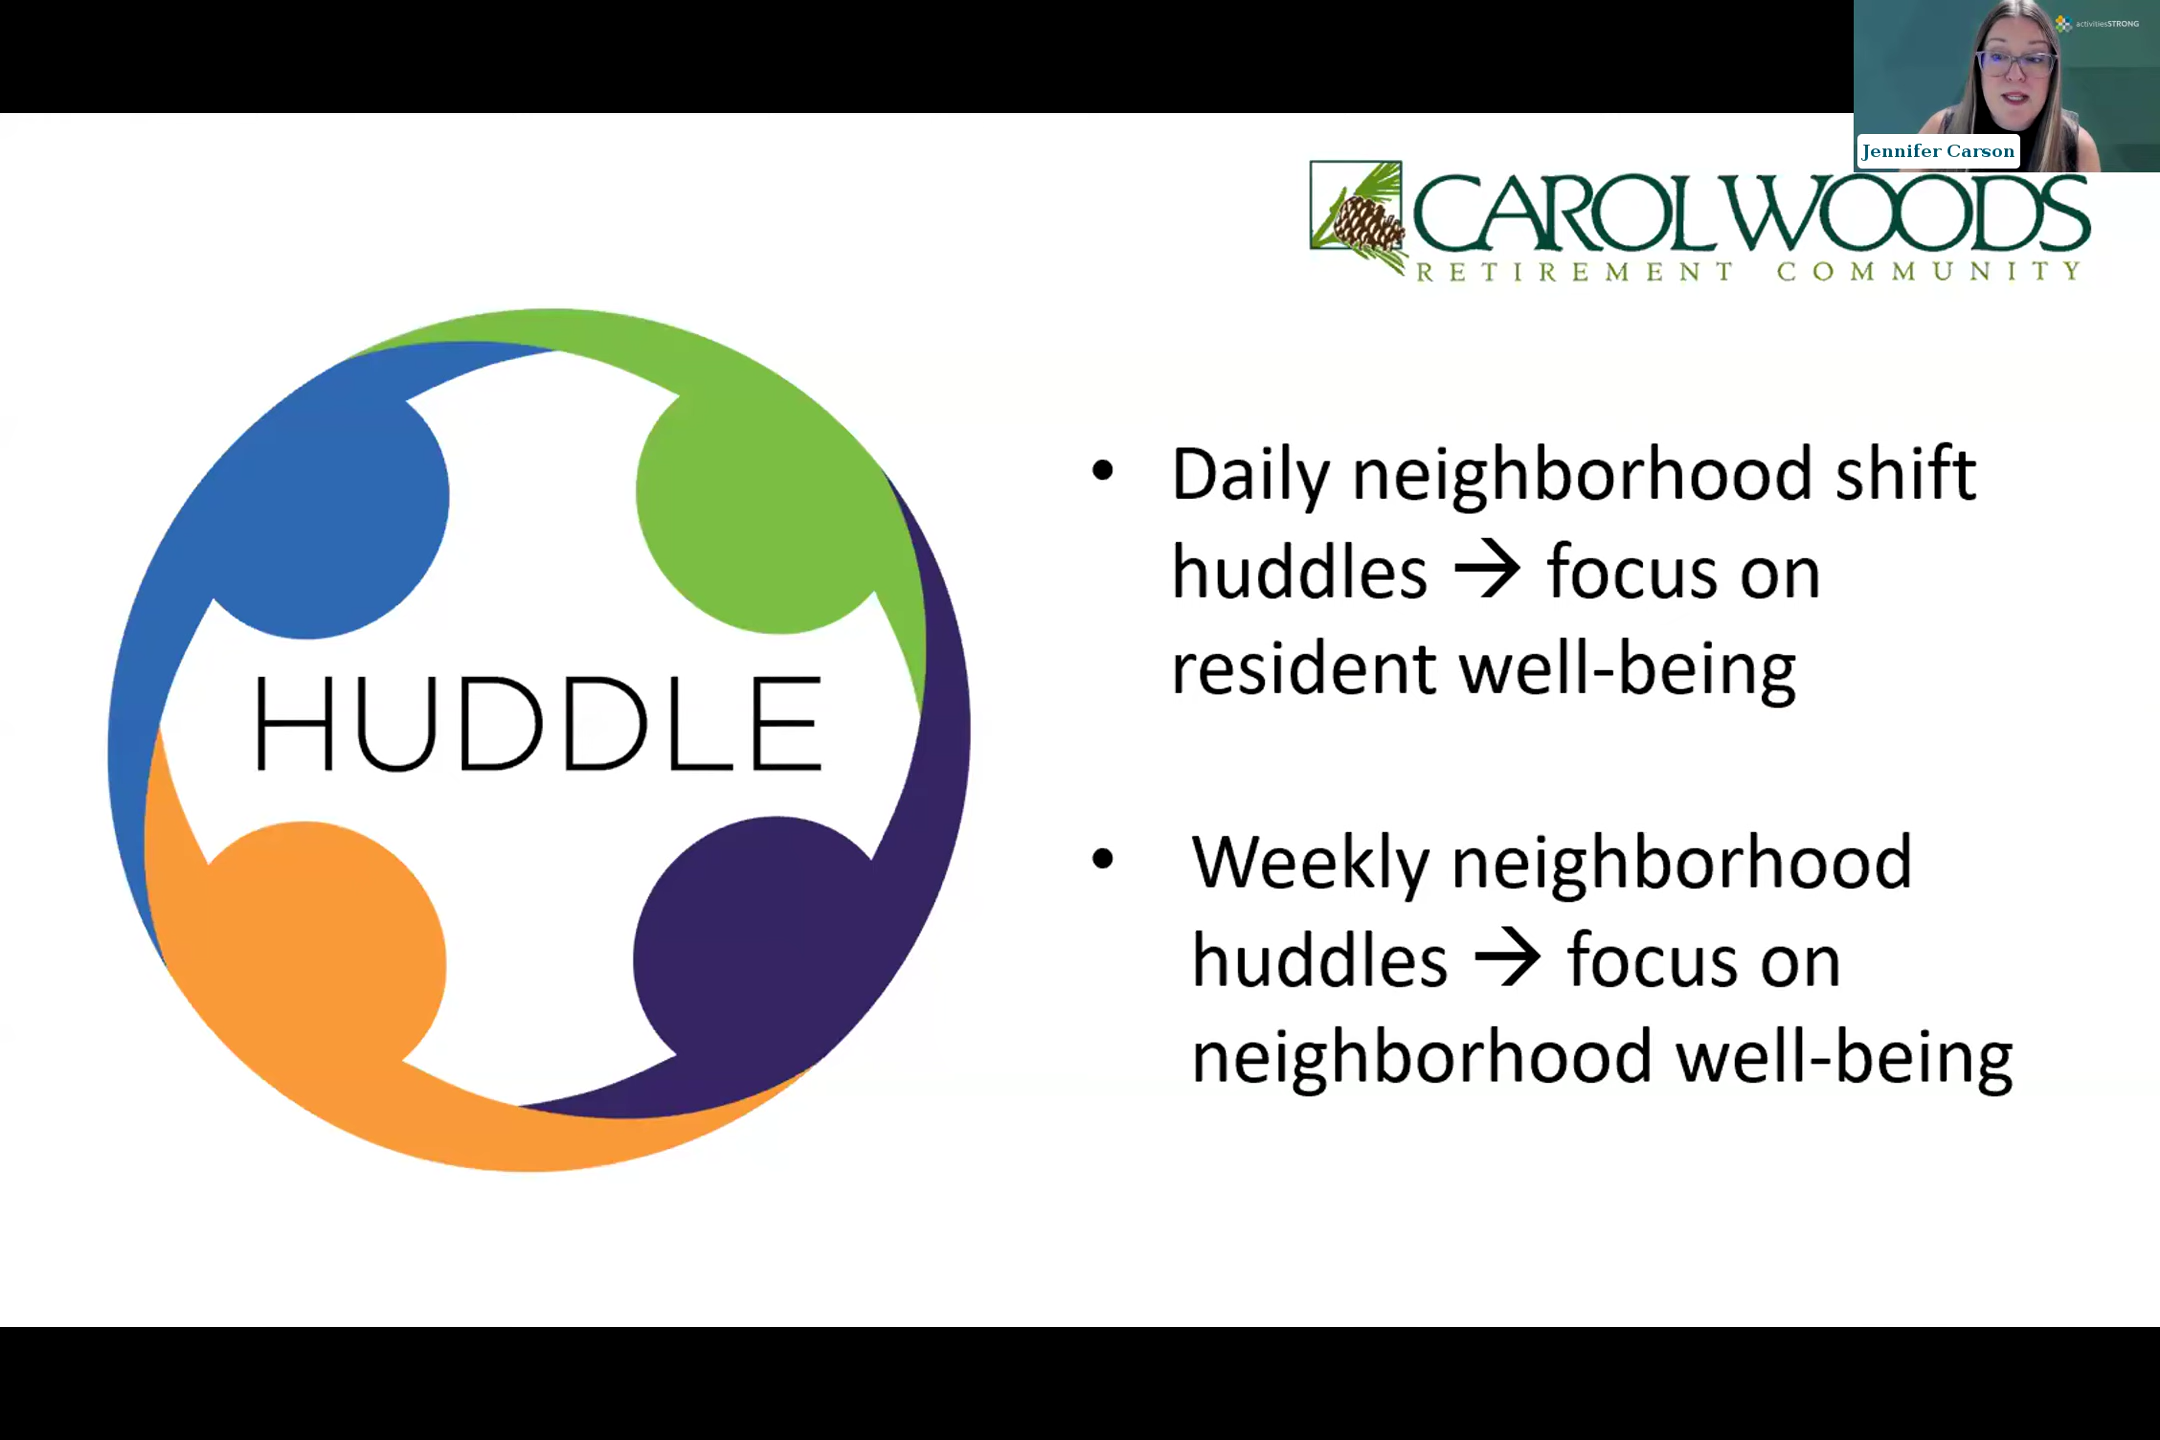 activitiesSTRONG
Jennifer Carson
CAROL WOODS
RETIREMENT COMMUNITY
HUDDLE
• Daily neighborhood shift
huddles → focus on
resident well-being
• Weekly neighborhood
huddles → focus on
neighborhood well-being